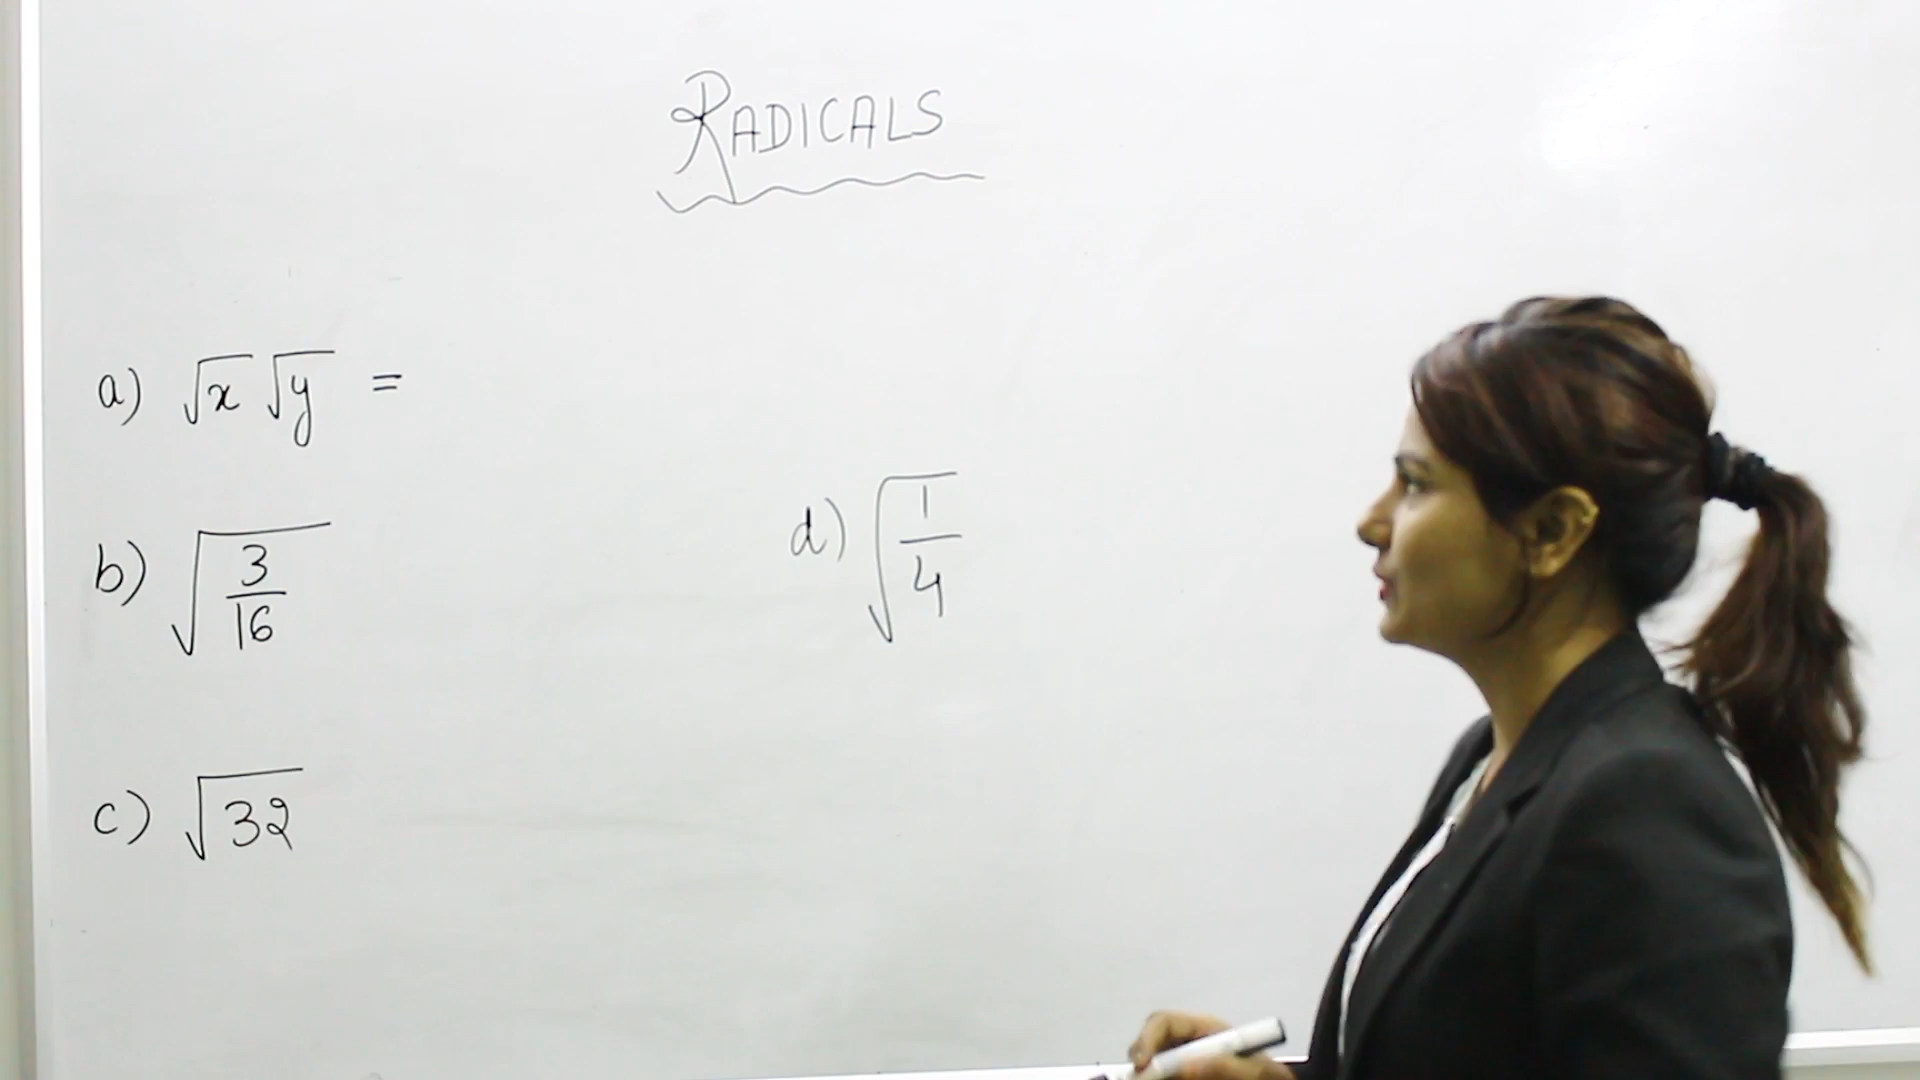 RADICALS
a) √x √y =
b) √(3/16)
c) √32
d) √(1/4)